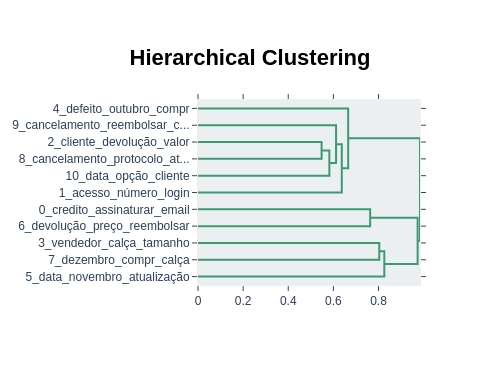 Hierarchical Clustering
4_defeito_outubro_compr
9_cancelamento_reembolsar_c...
2_cliente_devolução_valor
8_cancelamento_protocolo_at...
10_data_opção_cliente
1_acesso_número_login
0_credito_assinaturar_email
6_devolução_preço_reembolsar
3_vendedor_calça_tamanho
7_dezembro_compr_calça
5_data_novembro_atualização
0 0.2 0.4 0.6 0.8